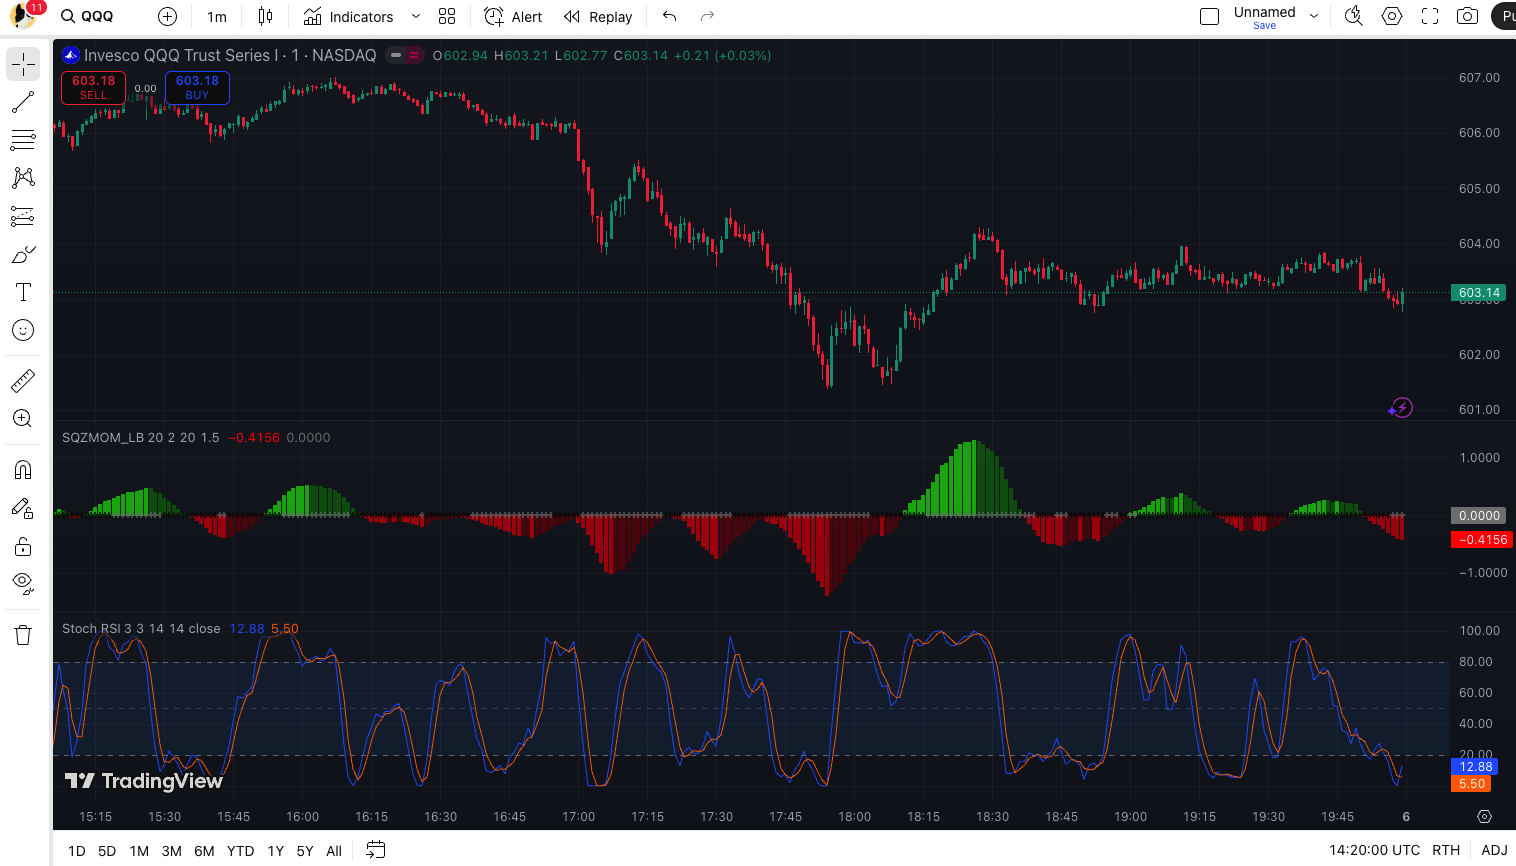 11
QQQ
1m
Indicators
Alert
Replay
Unnamed
Save
Pu
Invesco QQQ Trust Series I · 1 · NASDAQ
O602.94 H603.21 L602.77 C603.14 +0.21 (+0.03%)
603.18
SELL
0.00
603.18
BUY
607.00
606.00
605.00
604.00
603.14
602.00
601.00
SQZMOM_LB 20 2 20 1.5 −0.4156 0.0000
1.0000
0.0000
−0.4156
−1.0000
Stoch RSI 3 3 14 14 close 12.88 5.50
100.00
80.00
60.00
40.00
20.00
12.88
5.50
TradingView
15:15 15:30 15:45 16:00 16:15 16:30 16:45 17:00 17:15 17:30 17:45 18:00 18:15 18:30 18:45 19:00 19:15 19:30 19:45 6
1D 5D 1M 3M 6M YTD 1Y 5Y All
14:20:00 UTC RTH ADJ